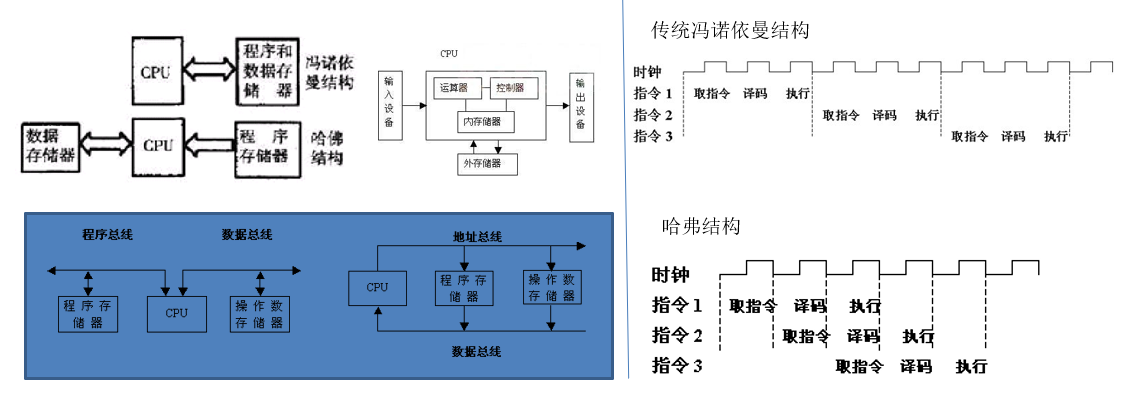 CPU
程序和
数据存
储 器
冯诺依
曼结构
数据
存储器
CPU
程 序
存储器
哈佛
结构
CPU
输入设备
运算器
控制器
内存储器
输出设备
外存储器
程序总线
数据总线
程 序 存
储 器
CPU
操 作 数
存 储 器
地址总线
CPU
程 序 存
储 器
操 作 数
存 储 器
数据总线
传统冯诺依曼结构
时钟
指令 1 取指令 译码 执行
指令 2 取指令 译码 执行
指令 3 取指令 译码 执行
哈弗结构
时钟
指令 1 取指令 译码 执行
指令 2 取指令 译码 执行
指令 3 取指令 译码 执行